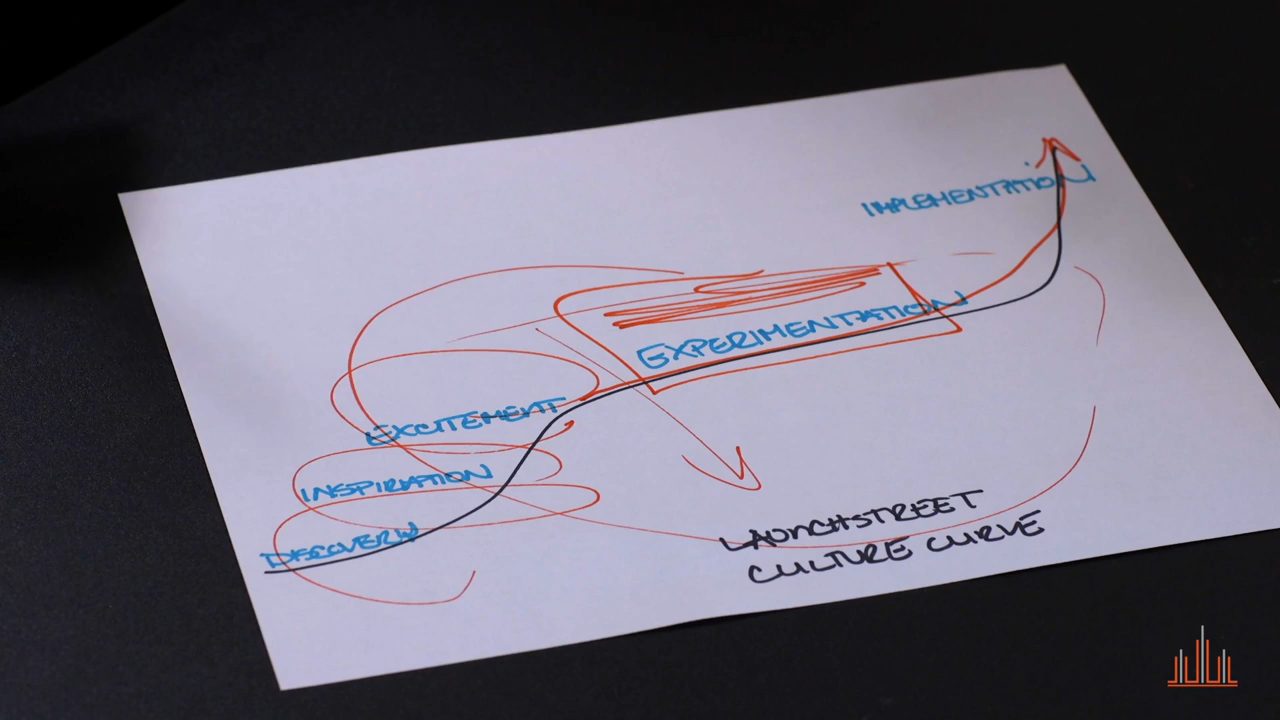 IMPLEMENTATION
EXPERIMENTATION
EXCITEMENT
INSPIRATION
DISCOVERY
LAUNCHSTREET
CULTURE CURVE